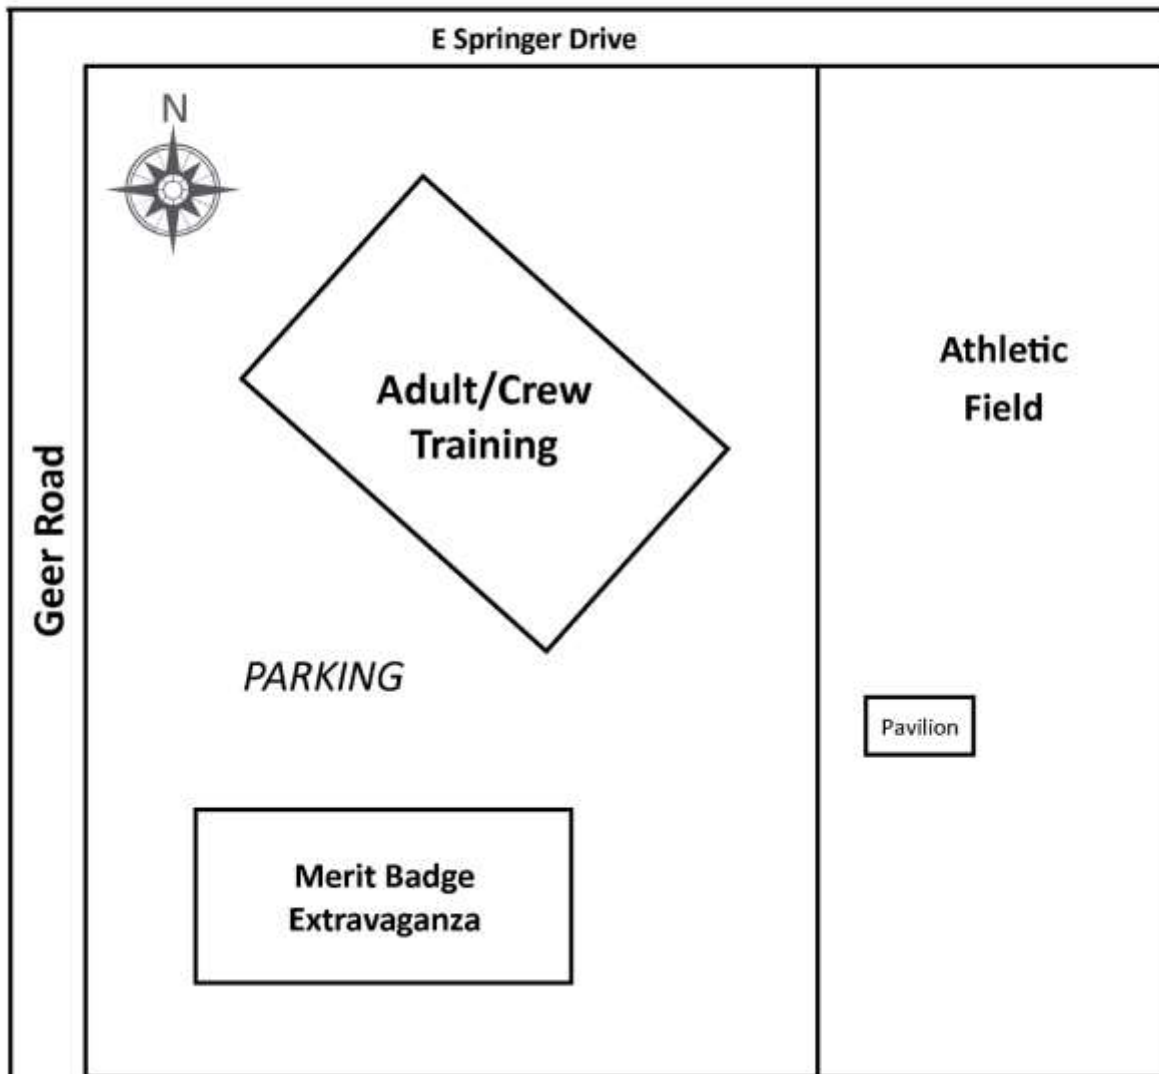 E Springer Drive
N
Adult/Crew
Training
Athletic
Field
Geer Road
PARKING
Pavilion
Merit Badge
Extravaganza